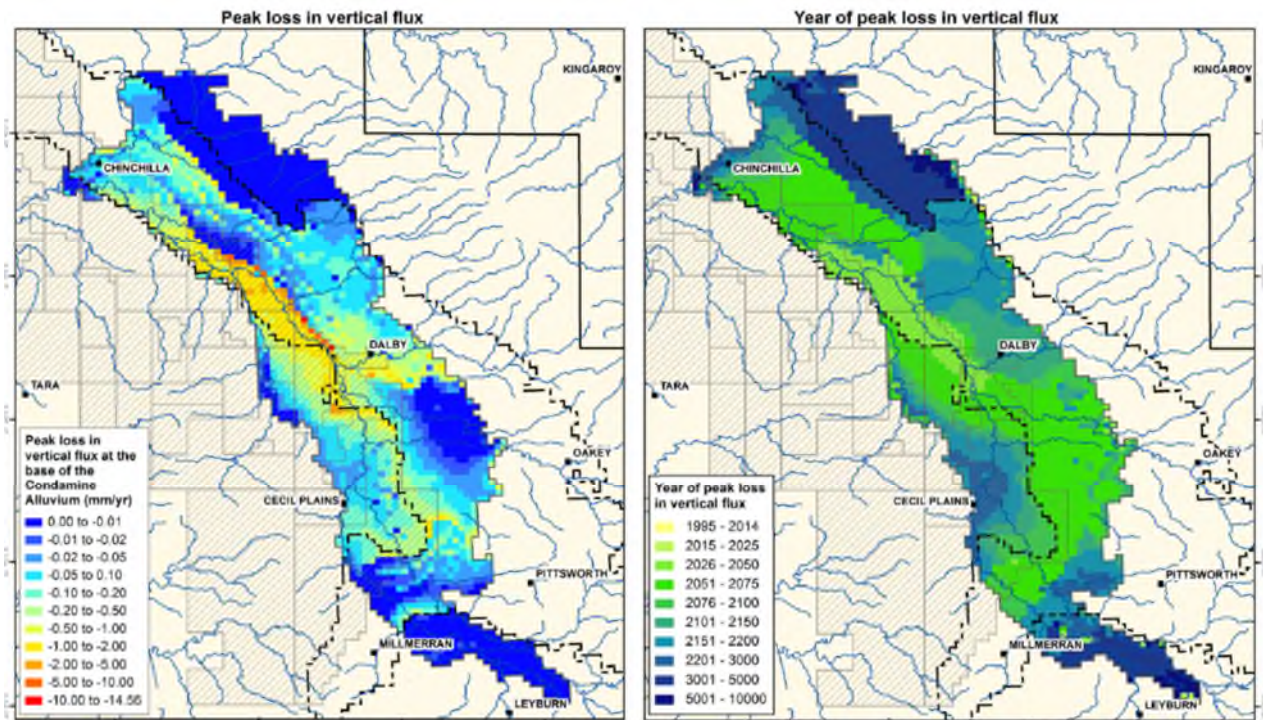 Peak loss in vertical flux
KINGAROY
CHINCHILLA
DALBY
TARA
OAKEY
CECIL PLAINS
PITTSWORTH
MILLMERRAN
LEYBURN
Peak loss in
vertical flux at the
base of the
Condamine
Alluvium (mm/yr)
0.00 to -0.01
-0.01 to -0.02
-0.02 to -0.05
-0.05 to 0.10
-0.10 to -0.20
-0.20 to -0.50
-0.50 to -1.00
-1.00 to -2.00
-2.00 to -5.00
-5.00 to -10.00
-10.00 to -14.56
Year of peak loss in vertical flux
KINGAROY
CHINCHILLA
DALBY
TARA
OAKEY
CECIL PLAINS
PITTSWORTH
MILLMERRAN
LEYBURN
Year of peak loss
in vertical flux
1995 - 2014
2015 - 2025
2026 - 2050
2051 - 2075
2076 - 2100
2101 - 2150
2151 - 2200
2201 - 3000
3001 - 5000
5001 - 10000